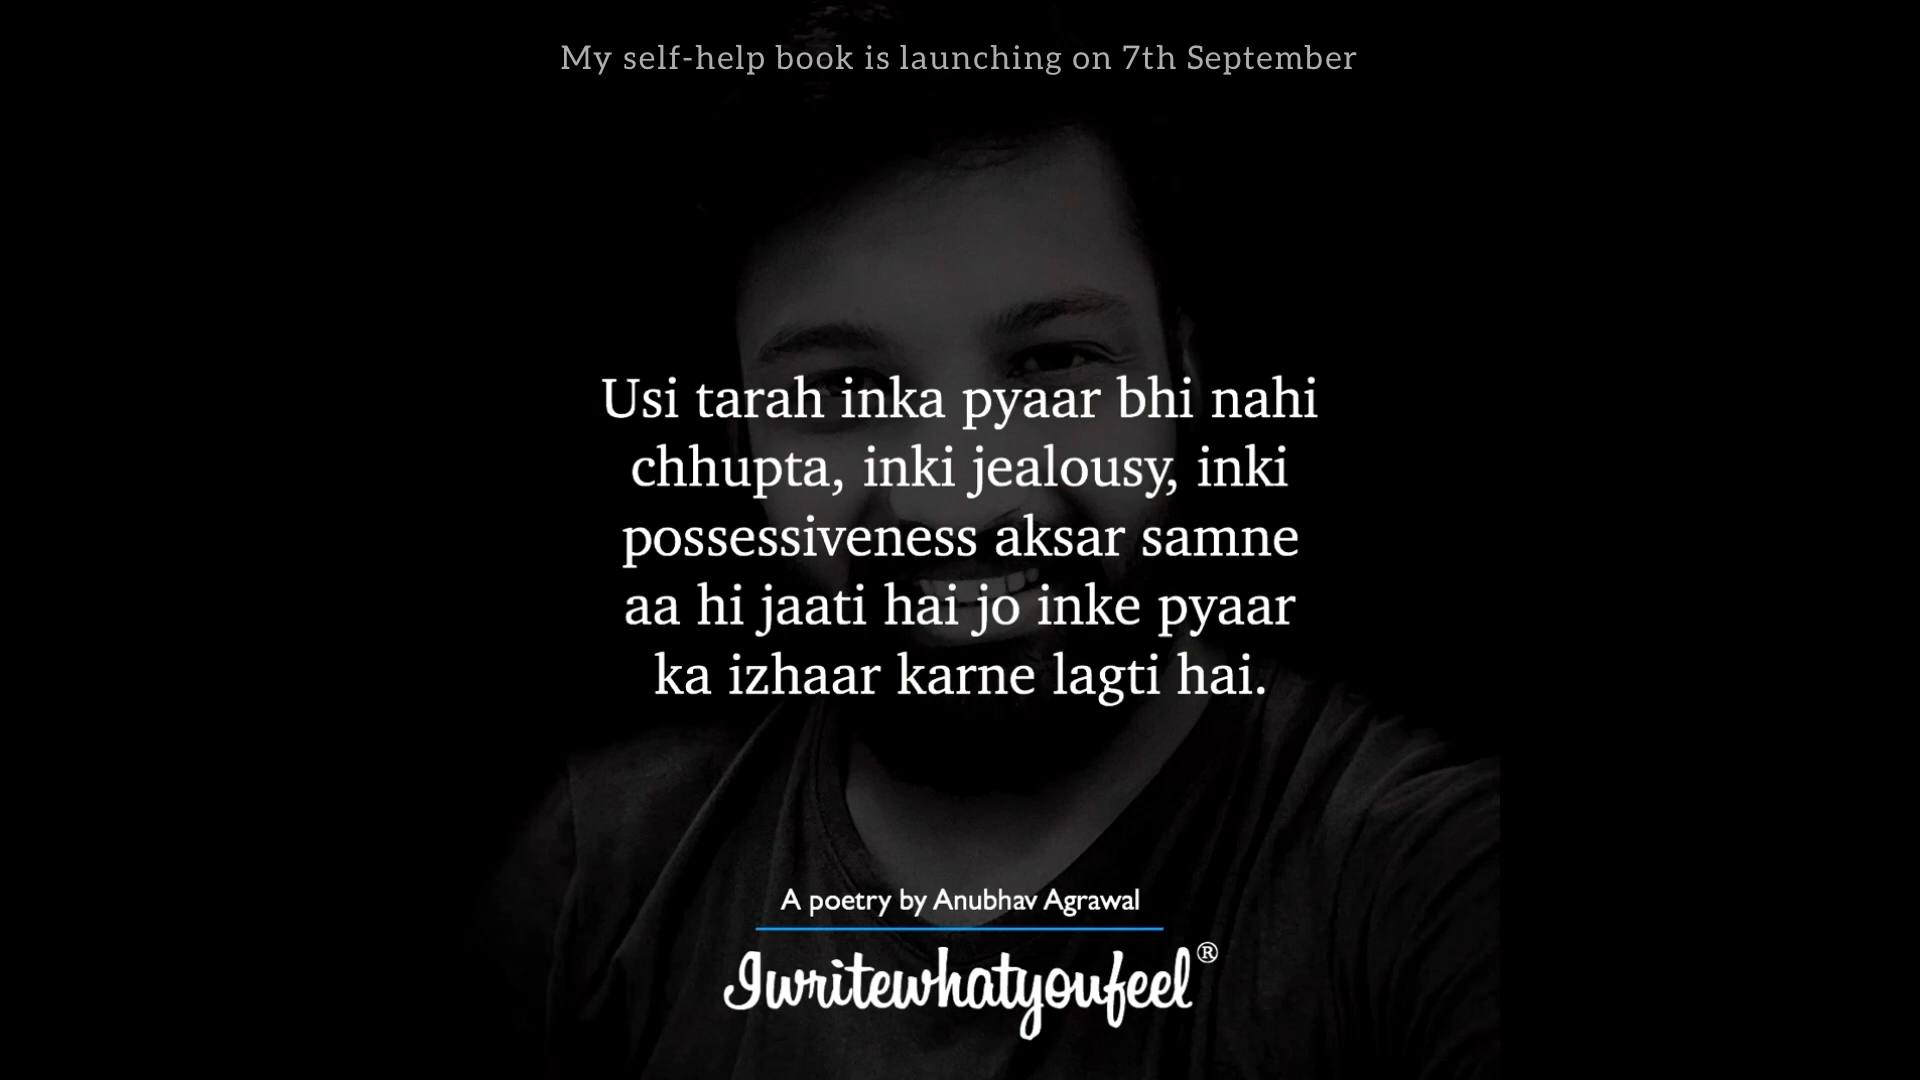 My self-help book is launching on 7th September
Usi tarah inka pyaar bhi nahi
chhupta, inki jealousy, inki
possessiveness aksar samne
aa hi jaati hai jo inke pyaar
ka izhaar karne lagti hai.
A poetry by Anubhav Agrawal
Iwritewhatyoufeel®